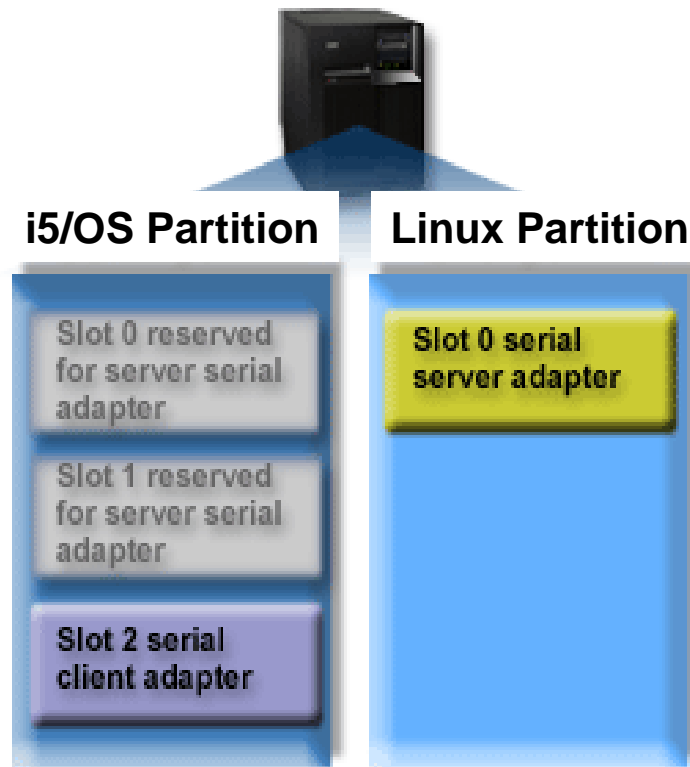 i5/OS Partition
Slot 0 reserved
for server serial
adapter
Slot 1 reserved
for server serial
adapter
Slot 2 serial
client adapter
Linux Partition
Slot 0 serial
server adapter